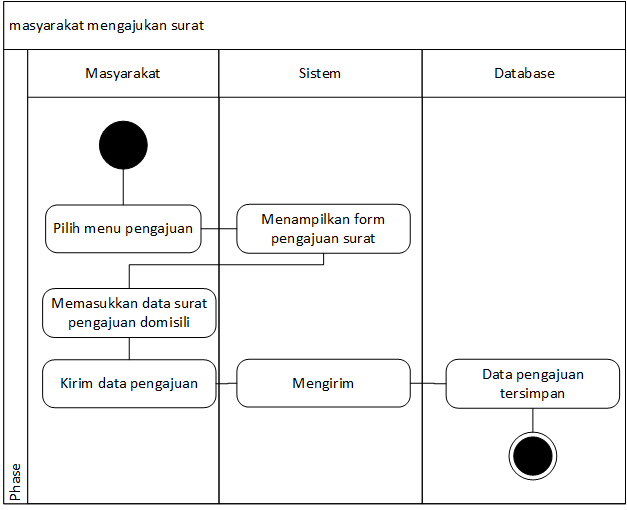 masyarakat mengajukan surat
Masyarakat
Sistem
Database
Pilih menu pengajuan
Menampilkan form
pengajuan surat
Memasukkan data surat
pengajuan domisili
Kirim data pengajuan
Mengirim
Data pengajuan
tersimpan
Phase